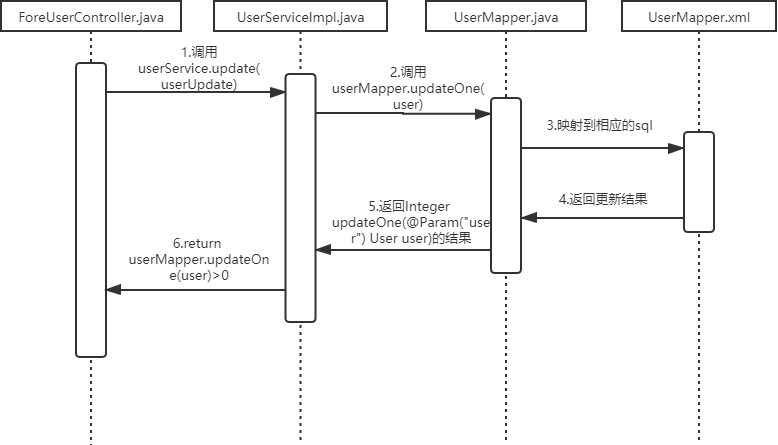 ForeUserController.java
UserServiceImpl.java
UserMapper.java
UserMapper.xml
1.调用
userService.update(
userUpdate)
2.调用
userMapper.updateOne(
user)
3.映射到相应的sql
4.返回更新结果
5.返回Integer
updateOne(@Param("use
r") User user)的结果
6.return
userMapper.updateOn
e(user)>0